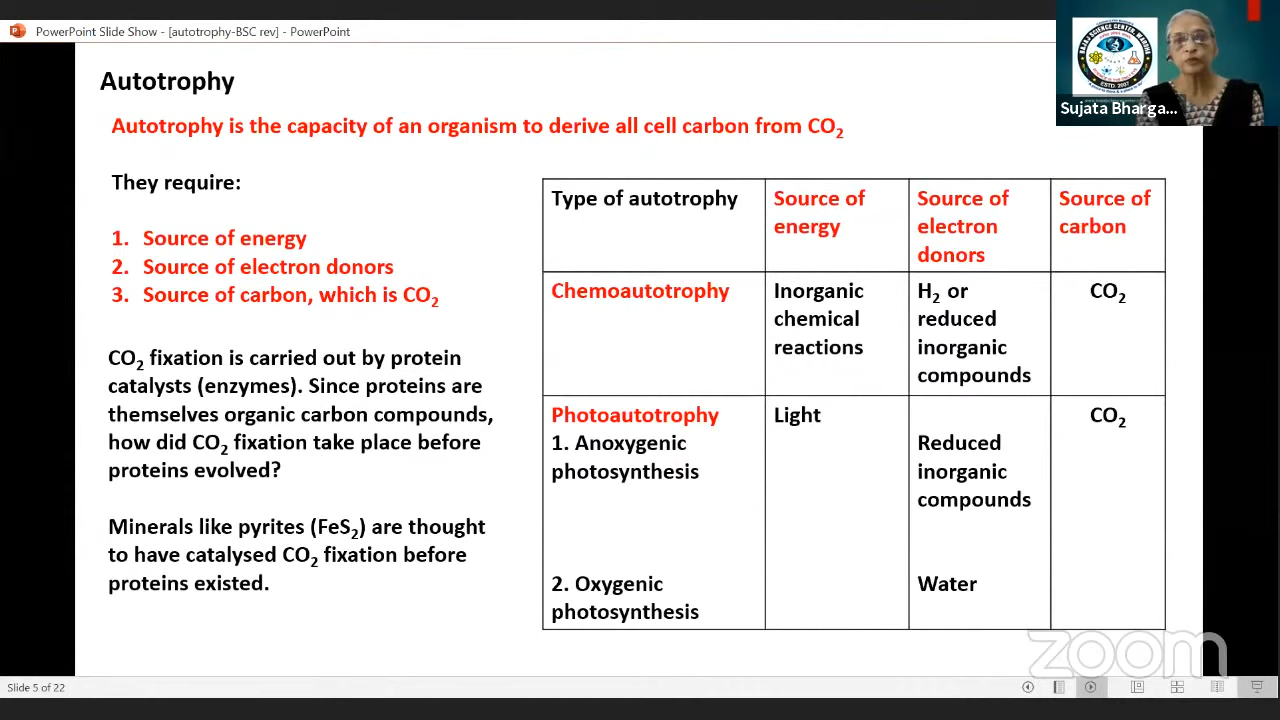 PowerPoint Slide Show - [autotrophy-BSC rev] - PowerPoint
Sujata Bharga...
Autotrophy
Autotrophy is the capacity of an organism to derive all cell carbon from CO₂
They require:
1. Source of energy
2. Source of electron donors
3. Source of carbon, which is CO₂
CO₂ fixation is carried out by protein
catalysts (enzymes). Since proteins are
themselves organic carbon compounds,
how did CO₂ fixation take place before
proteins evolved?
Minerals like pyrites (FeS₂) are thought
to have catalysed CO₂ fixation before
proteins existed.
Type of autotrophy
Source of
energy
Source of
electron
donors
Source of
carbon
Chemoautotrophy
Inorganic
chemical
reactions
H₂ or
reduced
inorganic
compounds
CO₂
Photoautotrophy
1. Anoxygenic
photosynthesis
Light
Reduced
inorganic
compounds
CO₂
2. Oxygenic
photosynthesis
Water
zoom
Slide 5 of 22